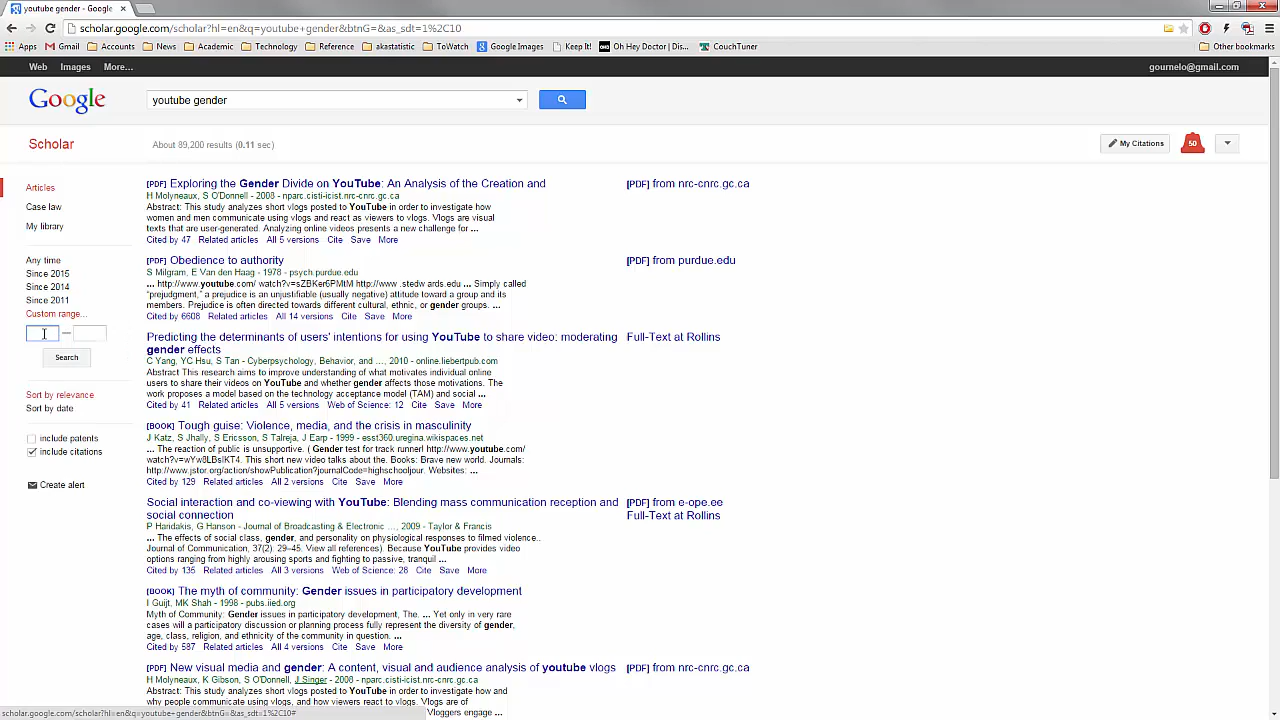 youtube gender - Google
scholar.google.com/scholar?hl=en&q=youtube+gender&btnG=&as_sdt=1%2C10
Apps Gmail Accounts News Academic Technology Reference akastatistic ToWatch Google Images Keep It! Oh Hey Doctor | Dis... CouchTuner Other bookmarks
Web Images More... gournelo@gmail.com
Google youtube gender
Scholar About 89,200 results (0.11 sec) My Citations 50
Articles
Case law
My library
Any time
Since 2015
Since 2014
Since 2011
Custom range...
—
Search
Sort by relevance
Sort by date
include patents
include citations
Create alert
[PDF] Exploring the Gender Divide on YouTube: An Analysis of the Creation and
H Molyneaux, S O'Donnell - 2008 - nparc.cisti-icist.nrc-cnrc.gc.ca
Abstract: This study analyzes short vlogs posted to YouTube in order to investigate how
women and men communicate using vlogs and react as viewers to vlogs. Vlogs are visual
texts that are user-generated. Analyzing online videos presents a new challenge for ...
Cited by 47 Related articles All 5 versions Cite Save More
[PDF] from nrc-cnrc.gc.ca
[PDF] Obedience to authority
S Milgram, E Van den Haag - 1978 - psych.purdue.edu
... http://www.youtube.com/ watch?v=sZBKer6PMtM http://www .stedw ards.edu ... Simply called
"prejudgment," a prejudice is an unjustifiable (usually negative) attitude toward a group and its
members. Prejudice is often directed towards different cultural, ethnic, or gender groups. ...
Cited by 6608 Related articles All 14 versions Cite Save More
[PDF] from purdue.edu
Predicting the determinants of users' intentions for using YouTube to share video: moderating
gender effects
C Yang, YC Hsu, S Tan - Cyberpsychology, Behavior, and ..., 2010 - online.liebertpub.com
Abstract This research aims to improve understanding of what motivates individual online
users to share their videos on YouTube and whether gender affects those motivations. The
work proposes a model based on the technology acceptance model (TAM) and social ...
Cited by 41 Related articles All 5 versions Web of Science: 12 Cite Save More
Full-Text at Rollins
[BOOK] Tough guise: Violence, media, and the crisis in masculinity
J Katz, S Jhally, S Ericsson, S Talreja, J Earp - 1999 - esst360.uregina.wikispaces.net
... The reaction of public is unsupportive. ( Gender test for track runner! http://www.youtube.com/
watch?v=wYw8LBsIKT4. This short new video talks about the. Books: Brave new world. Journals:
http://www.jstor.org/action/showPublication?journalCode=highschooljour. Websites: ...
Cited by 129 Related articles All 2 versions Cite Save More
Social interaction and co-viewing with YouTube: Blending mass communication reception and
social connection
P Haridakis, G Hanson - Journal of Broadcasting & Electronic ..., 2009 - Taylor & Francis
... The effects of social class, gender, and personality on physiological responses to filmed violence..
Journal of Communication, 37(2): 29–45. View all references). Because YouTube provides video
options ranging from highly arousing sports and fighting to passive, tranquil ...
Cited by 135 Related articles All 3 versions Web of Science: 28 Cite Save More
[PDF] from e-ope.ee
Full-Text at Rollins
[BOOK] The myth of community: Gender issues in participatory development
I Guijt, MK Shah - 1998 - pubs.iied.org
Myth of Community: Gender issues in participatory development, The. ... Yet only in very rare
cases will a participatory discussion or planning process fully represent the diversity of gender,
age, class, religion, and ethnicity of the community in question. ...
Cited by 587 Related articles All 4 versions Cite Save More
[PDF] New visual media and gender: A content, visual and audience analysis of youtube vlogs
H Molyneaux, K Gibson, S O'Donnell, J Singer - 2008 - nparc.cisti-icist.nrc-cnrc.gc.ca
Abstract: This study analyzes short vlogs posted to YouTube in order to investigate how and
why people communicate using vlogs, and how viewers react to vlogs. Vlogs are of
Vloggers engage ...
[PDF] from nrc-cnrc.gc.ca
scholar.google.com/scholar?hl=en&q=youtube+gender&btnG=&as_sdt=1%2C10#